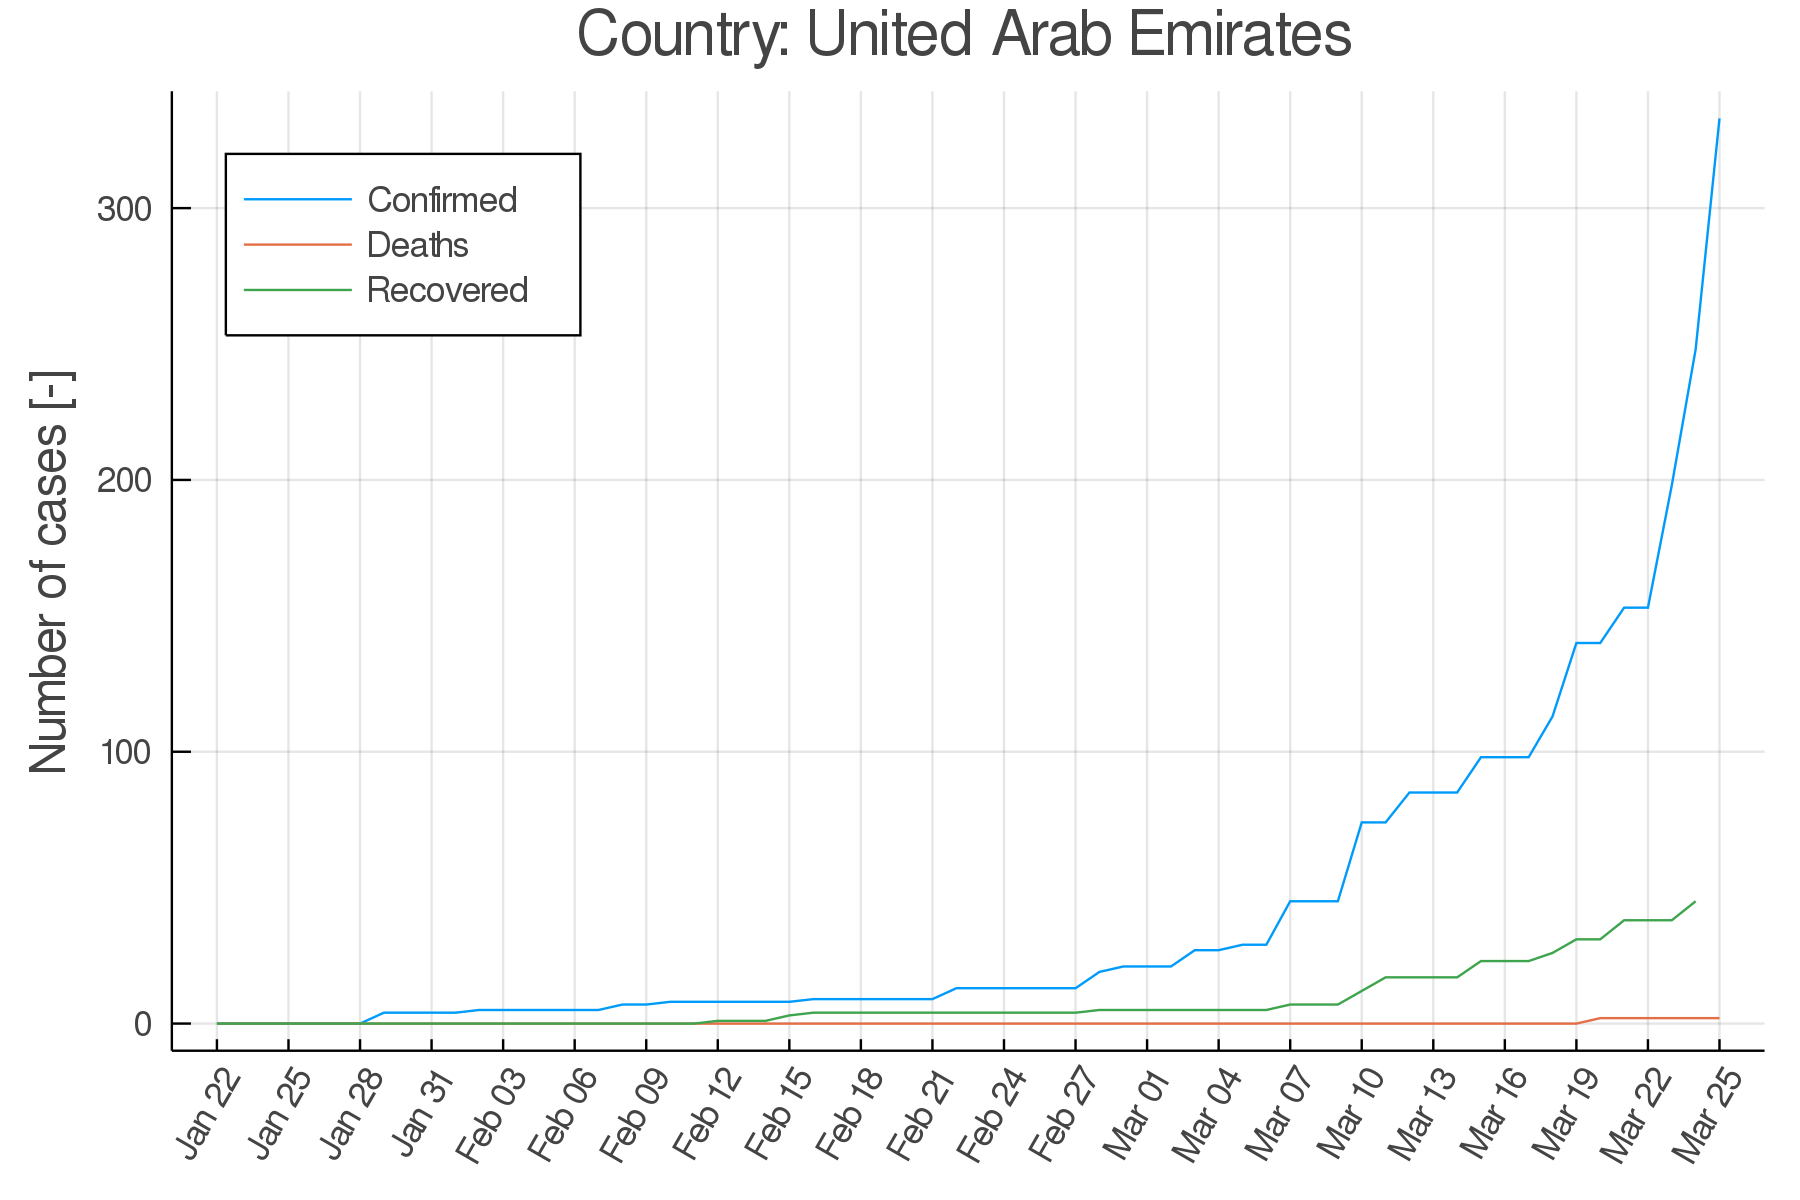 Country: United Arab Emirates
Number of cases [-]
300
200
100
0
Confirmed
Deaths
Recovered
Jan 22
Jan 25
Jan 28
Jan 31
Feb 03
Feb 06
Feb 09
Feb 12
Feb 15
Feb 18
Feb 21
Feb 24
Feb 27
Mar 01
Mar 04
Mar 07
Mar 10
Mar 13
Mar 16
Mar 19
Mar 22
Mar 25